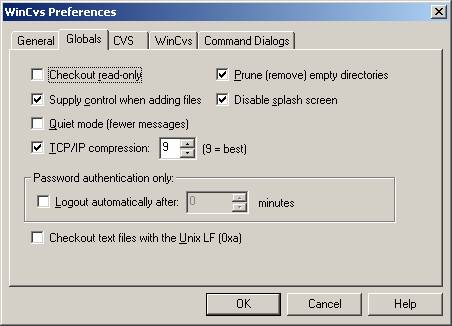 WinCvs Preferences
General Globals CVS WinCvs Command Dialogs
Checkout read-only Prune (remove) empty directories
Supply control when adding files Disable splash screen
Quiet mode (fewer messages)
TCP/IP compression: 9 (9 = best)
Password authentication only:
Logout automatically after: 0 minutes
Checkout text files with the Unix LF (0xa)
OK Cancel Help